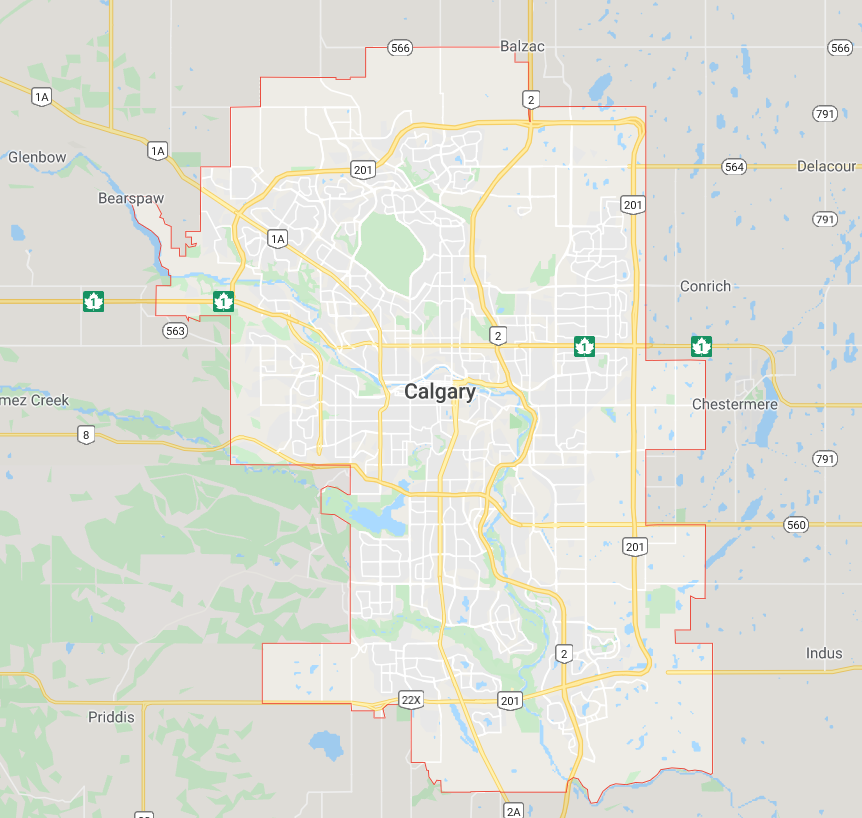 566
Balzac
566
1A
2
791
1A
Glenbow
201
564
Delacour
Bearspaw
201
791
1A
Conrich
1
1
563
2
1
1
Calgary
mez Creek
Chestermere
8
791
560
201
2
Indus
22X
201
Priddis
2A